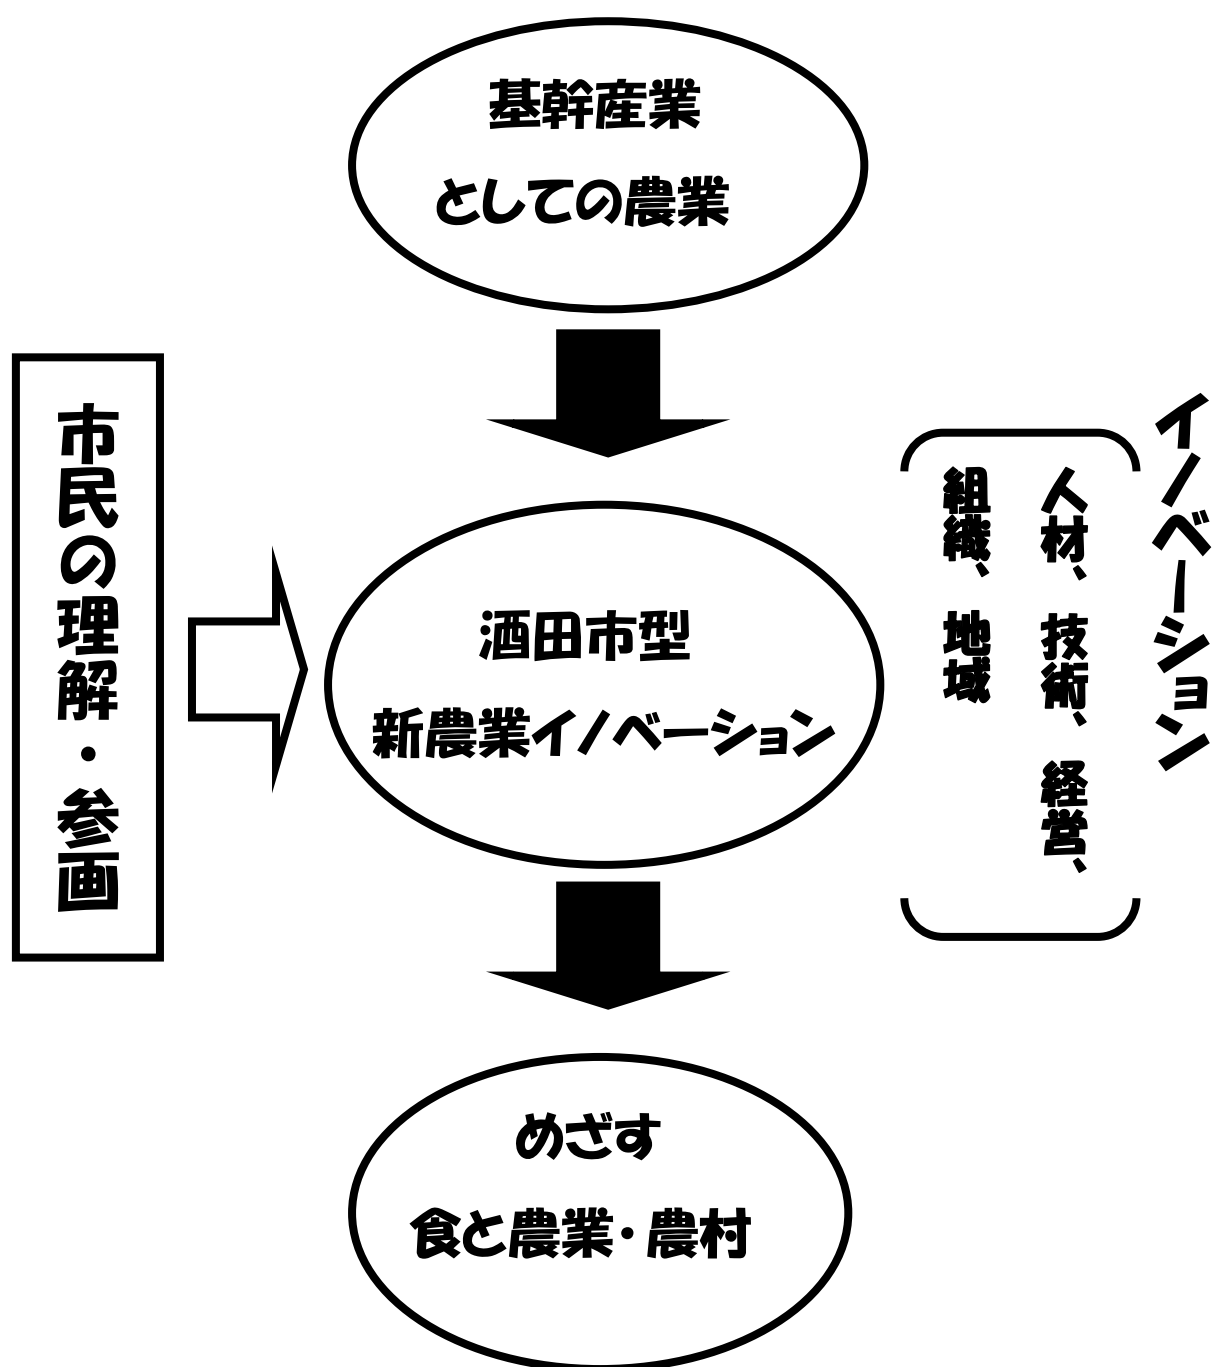 基幹産業
としての農業
市民の理解・参画
酒田市型
新農業イノベーション
イノベーション
人材、技術、経営、
組織、地域
めざす
食と農業・農村